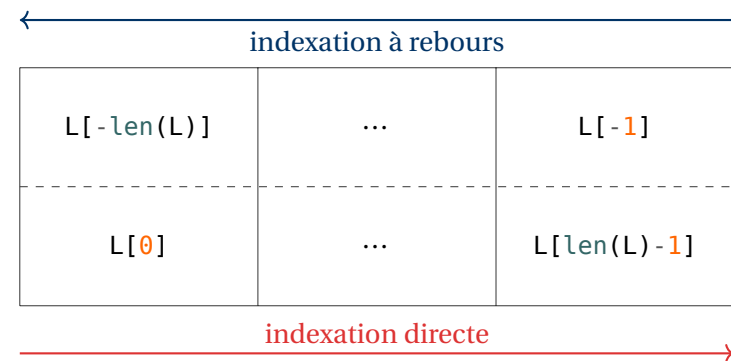 indexation à rebours
L[-len(L)] ... L[-1]
L[0] ... L[len(L)-1]
indexation directe